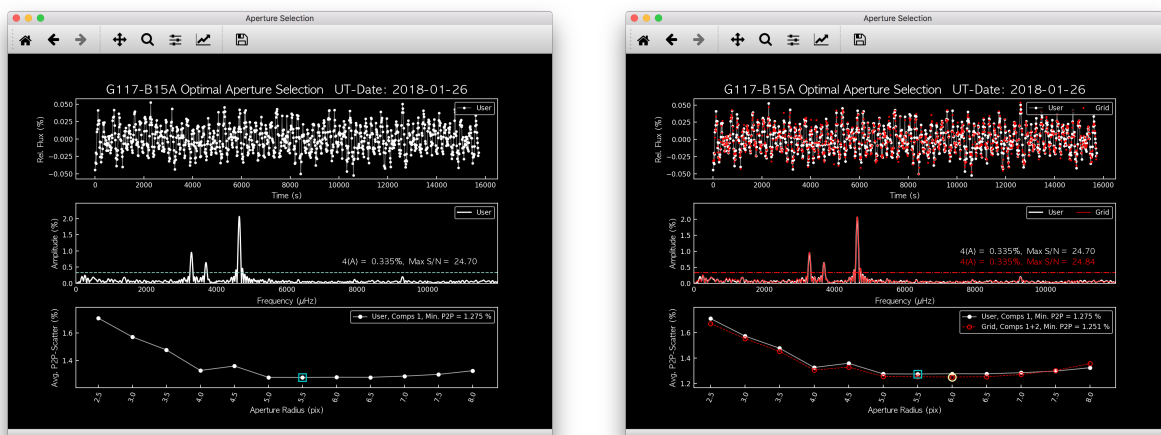 Aperture Selection
G117-B15A Optimal Aperture Selection UT-Date: 2018-01-26
User
0.050
0.025
0.000
−0.025
−0.050
Rel. Flux (%)
0 2000 4000 6000 8000 10000 12000 14000 16000
Time (s)
User
2.0
1.5
1.0
0.5
0.0
Amplitude (%)
4⟨A⟩ = 0.335%, Max S/N = 24.70
0 2000 4000 6000 8000 10000
Frequency (μHz)
User, Comps 1, Min. P2P = 1.275 %
1.6
1.4
Avg. P2P-Scatter (%)
2.5 3.0 3.5 4.0 4.5 5.0 5.5 6.0 6.5 7.0 7.5 8.0
Aperture Radius (pix)
Aperture Selection
G117-B15A Optimal Aperture Selection UT-Date: 2018-01-26
User Grid
0.050
0.025
0.000
−0.025
−0.050
Rel. Flux (%)
0 2000 4000 6000 8000 10000 12000 14000 16000
Time (s)
User Grid
2.0
1.5
1.0
0.5
0.0
Amplitude (%)
4⟨A⟩ = 0.335%, Max S/N = 24.70
4⟨A⟩ = 0.335%, Max S/N = 24.84
0 2000 4000 6000 8000 10000
Frequency (μHz)
User, Comps 1, Min. P2P = 1.275 %
Grid, Comps 1+2, Min. P2P = 1.251 %
1.6
1.4
1.2
Avg. P2P-Scatter (%)
2.5 3.0 3.5 4.0 4.5 5.0 5.5 6.0 6.5 7.0 7.5 8.0
Aperture Radius (pix)